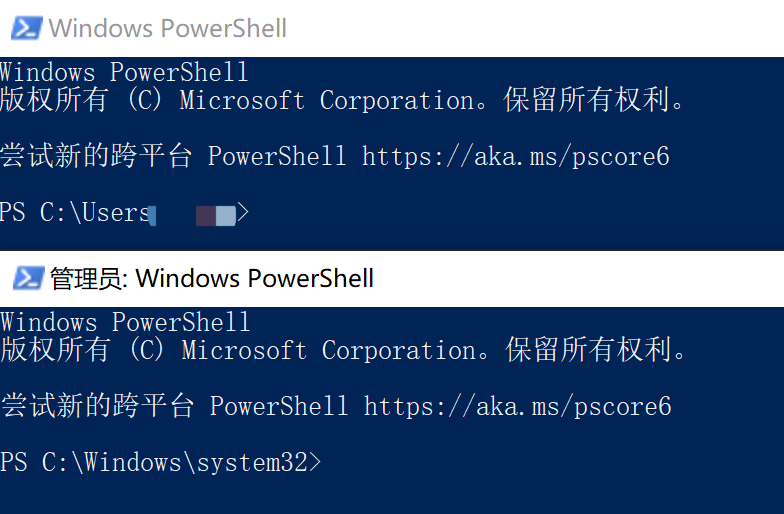 Windows PowerShell
Windows PowerShell
版权所有 (C) Microsoft Corporation。保留所有权利。
尝试新的跨平台 PowerShell https://aka.ms/pscore6
PS C:\Users >
管理员: Windows PowerShell
Windows PowerShell
版权所有 (C) Microsoft Corporation。保留所有权利。
尝试新的跨平台 PowerShell https://aka.ms/pscore6
PS C:\Windows\system32>